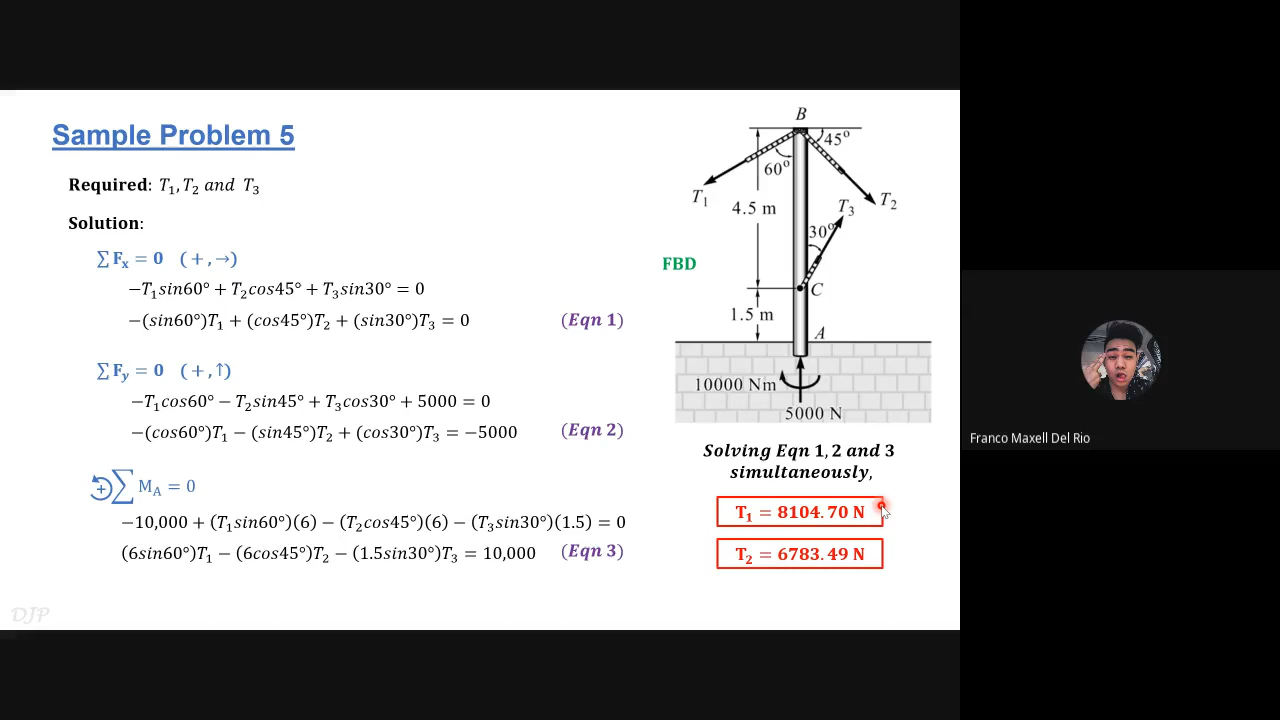 Sample Problem 5
Required: T₁, T₂ and T₃
Solution:
∑ Fₓ = 0 (+, →)
−T₁sin60° + T₂cos45° + T₃sin30° = 0
−(sin60°)T₁ + (cos45°)T₂ + (sin30°)T₃ = 0 (Eqn 1)
∑ Fᵧ = 0 (+, ↑)
−T₁cos60° − T₂sin45° + T₃cos30° + 5000 = 0
−(cos60°)T₁ − (sin45°)T₂ + (cos30°)T₃ = −5000 (Eqn 2)
+ ∑ M_A = 0
−10,000 + (T₁sin60°)(6) − (T₂cos45°)(6) − (T₃sin30°)(1.5) = 0
(6sin60°)T₁ − (6cos45°)T₂ − (1.5sin30°)T₃ = 10,000 (Eqn 3)
DJP
B
45°
60°
T₁
4.5 m
T₂
T₃
30°
FBD
C
1.5 m
A
10000 Nm
5000 N
Solving Eqn 1, 2 and 3
simultaneously,
T₁ = 8104.70 N
T₂ = 6783.49 N
Franco Maxell Del Rio